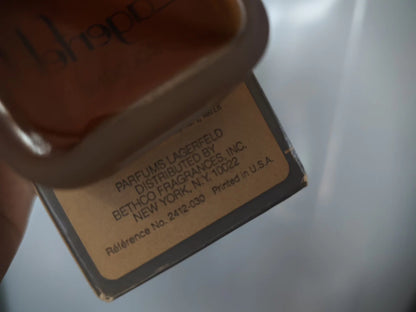 PARFUMS LAGERFELD
DISTRIBUTED BY
BETHCO FRAGRANCES, INC.
NEW YORK, N.Y. 10022
Référence No. 2412-030 Printed in U.S.A.